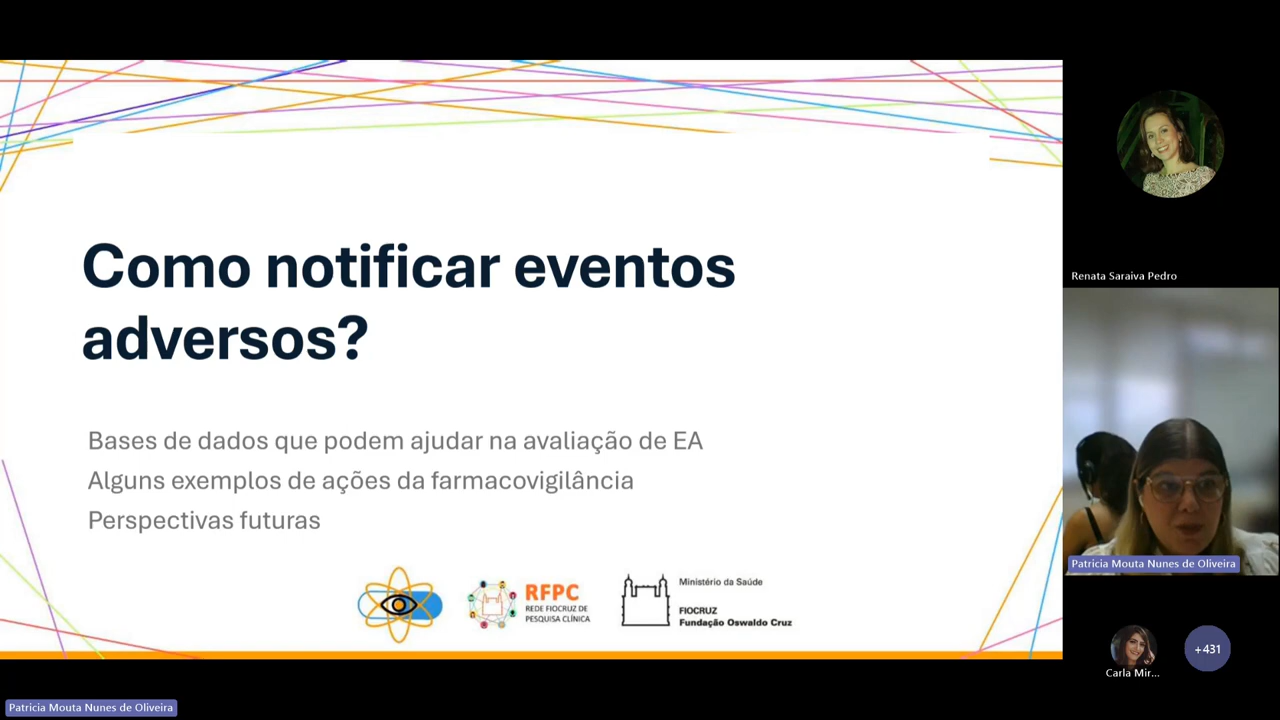 Como notificar eventos
adversos?
Bases de dados que podem ajudar na avaliação de EA
Alguns exemplos de ações da farmacovigilância
Perspectivas futuras
RFPC
REDE FIOCRUZ DE
PESQUISA CLÍNICA
Ministério da Saúde
FIOCRUZ
Fundação Oswaldo Cruz
Renata Saraiva Pedro
Patrícia Mouta Nunes de Oliveira
Carla Mir...
+431
Patrícia Mouta Nunes de Oliveira